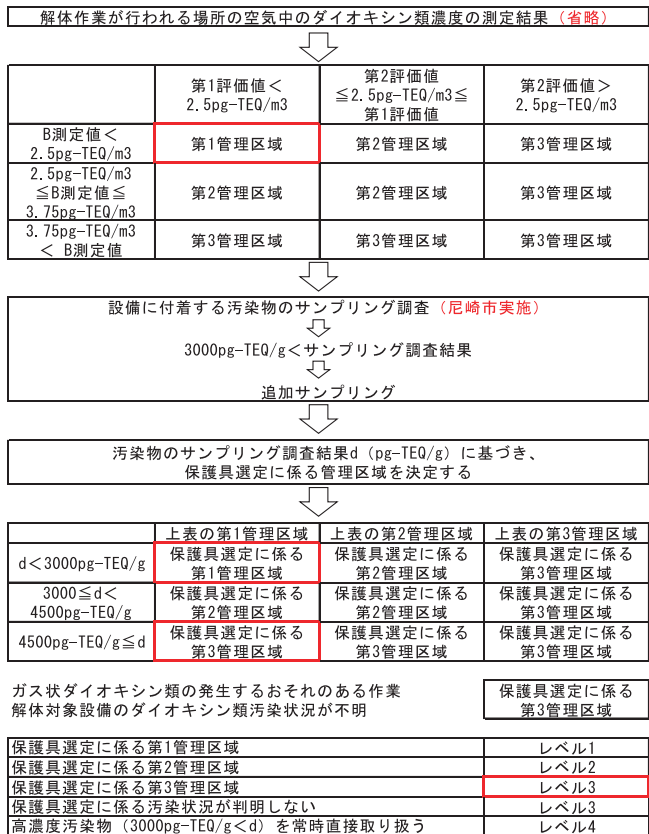 解体作業が行われる場所の空気中のダイオキシン類濃度の測定結果（省略）
第1評価値＜
2.5pg-TEQ/m3
第2評価値
≦2.5pg-TEQ/m3≦
第1評価値
第2評価値＞
2.5pg-TEQ/m3
B測定値＜
2.5pg-TEQ/m3
第1管理区域
第2管理区域
第3管理区域
2.5pg-TEQ/m3
≦B測定値≦
3.75pg-TEQ/m3
第2管理区域
第2管理区域
第3管理区域
3.75pg-TEQ/m3
＜ B測定値
第3管理区域
第3管理区域
第3管理区域
設備に付着する汚染物のサンプリング調査（尼崎市実施）
3000pg-TEQ/g＜サンプリング調査結果
追加サンプリング
汚染物のサンプリング調査結果d（pg-TEQ/g）に基づき、
保護具選定に係る管理区域を決定する
上表の第1管理区域
上表の第2管理区域
上表の第3管理区域
d＜3000pg-TEQ/g
保護具選定に係る
第1管理区域
保護具選定に係る
第2管理区域
保護具選定に係る
第3管理区域
3000≦d＜
4500pg-TEQ/g
保護具選定に係る
第2管理区域
保護具選定に係る
第2管理区域
保護具選定に係る
第3管理区域
4500pg-TEQ/g≦d
保護具選定に係る
第3管理区域
保護具選定に係る
第3管理区域
保護具選定に係る
第3管理区域
ガス状ダイオキシン類の発生するおそれのある作業
解体対象設備のダイオキシン類汚染状況が不明
保護具選定に係る
第3管理区域
保護具選定に係る第1管理区域 レベル1
保護具選定に係る第2管理区域 レベル2
保護具選定に係る第3管理区域 レベル3
保護具選定に係る汚染状況が判明しない レベル3
高濃度汚染物（3000pg-TEQ/g＜d）を常時直接取り扱う レベル4